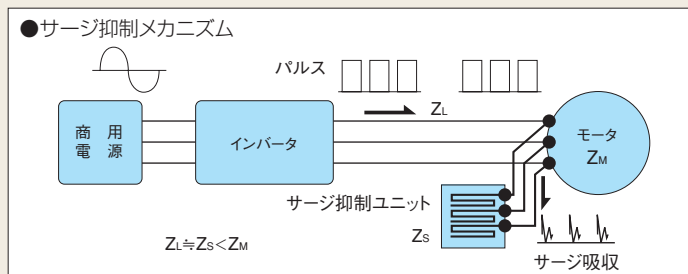 ●サージ抑制メカニズム
パルス
ZL
商用
電源
インバータ
モータ
ZM
サージ抑制ユニット
ZS
ZL≒ZS<ZM
サージ吸収